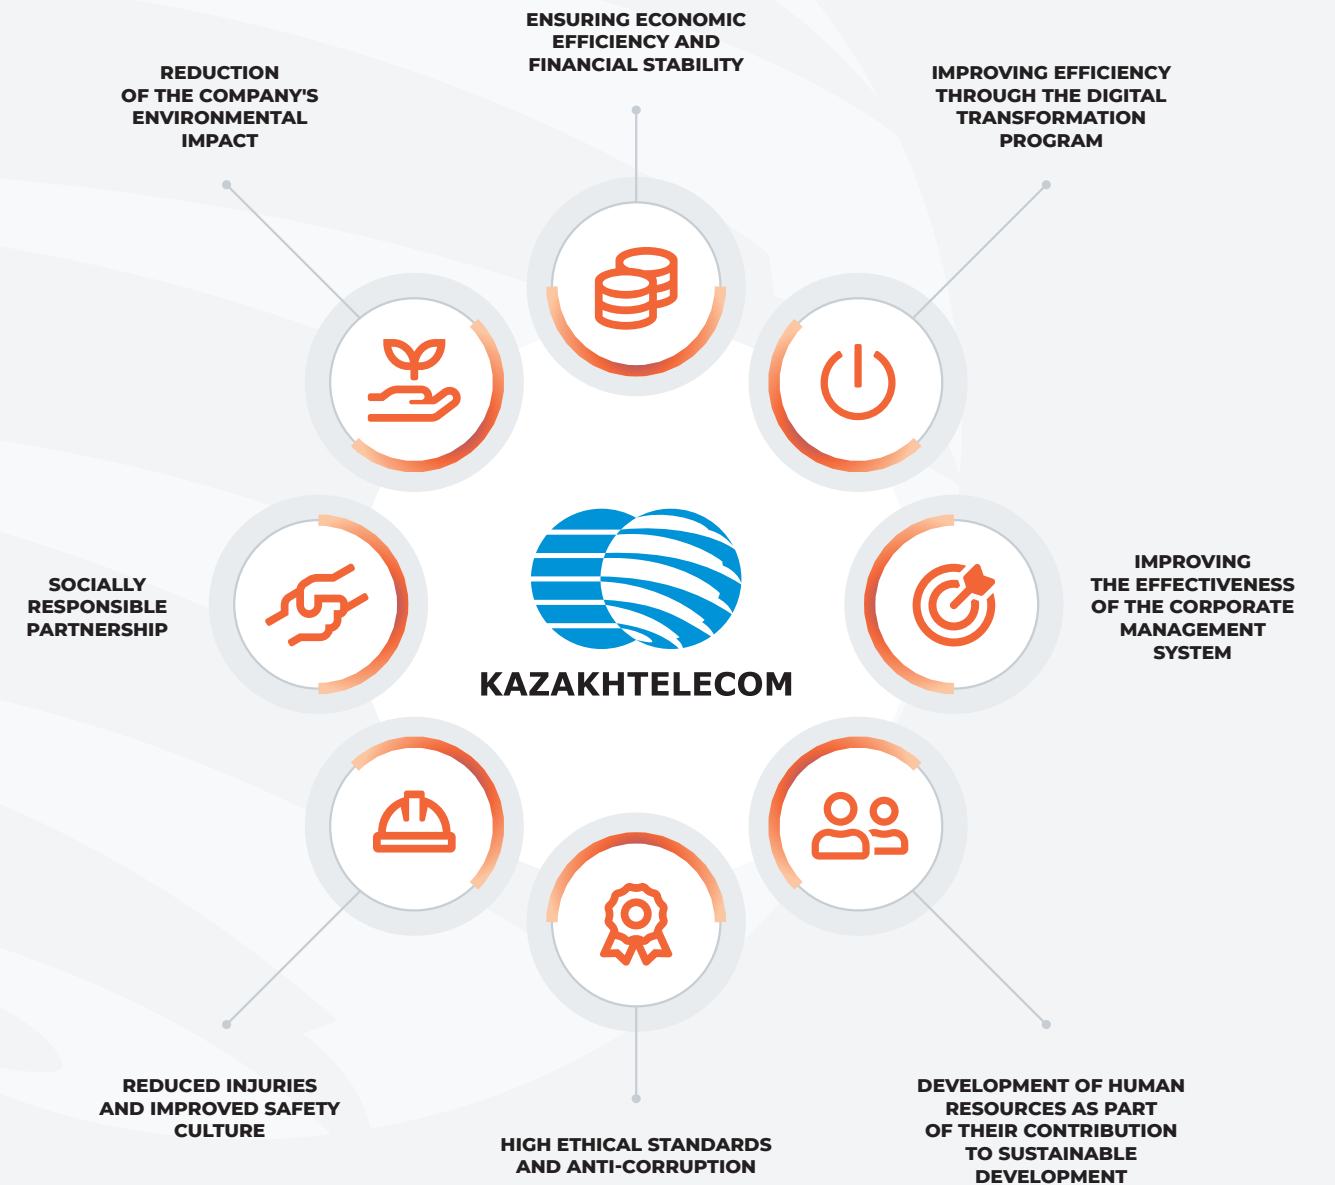 ENSURING ECONOMIC
EFFICIENCY AND
FINANCIAL STABILITY
REDUCTION
OF THE COMPANY'S
ENVIRONMENTAL
IMPACT
IMPROVING EFFICIENCY
THROUGH THE DIGITAL
TRANSFORMATION
PROGRAM
SOCIALLY
RESPONSIBLE
PARTNERSHIP
KAZAKHTELECOM
IMPROVING
THE EFFECTIVENESS
OF THE CORPORATE
MANAGEMENT
SYSTEM
REDUCED INJURIES
AND IMPROVED SAFETY
CULTURE
HIGH ETHICAL STANDARDS
AND ANTI-CORRUPTION
DEVELOPMENT OF HUMAN
RESOURCES AS PART
OF THEIR CONTRIBUTION
TO SUSTAINABLE
DEVELOPMENT